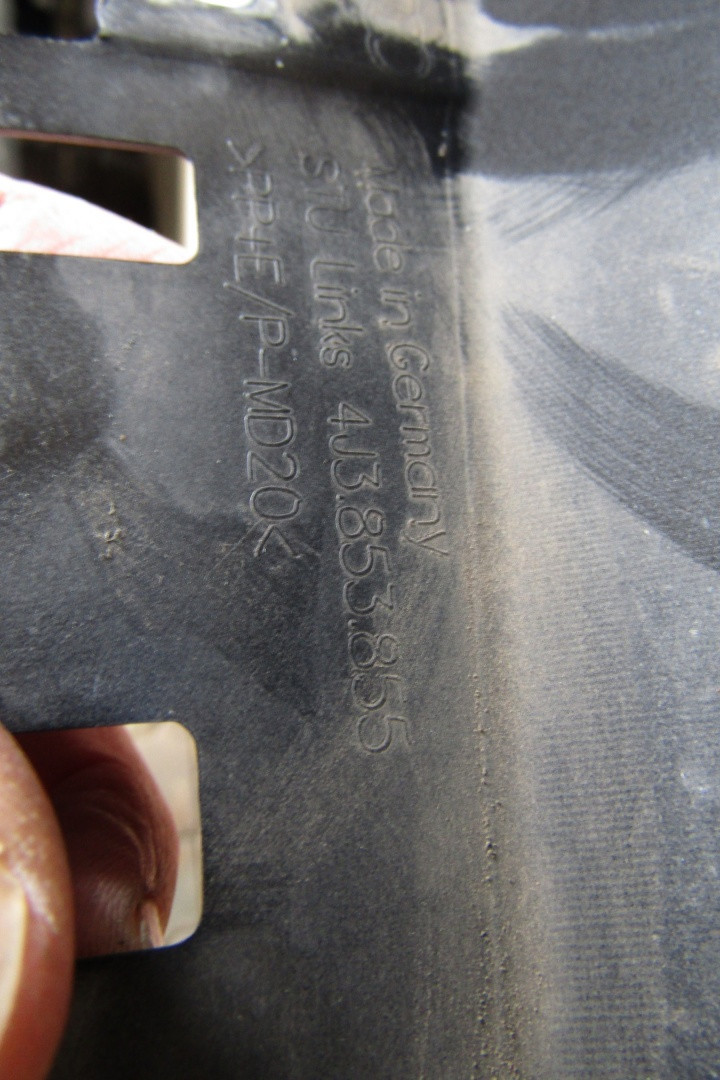 Made in Germany
STU Links 4J3.853.855
>PP+E/P-MD20<